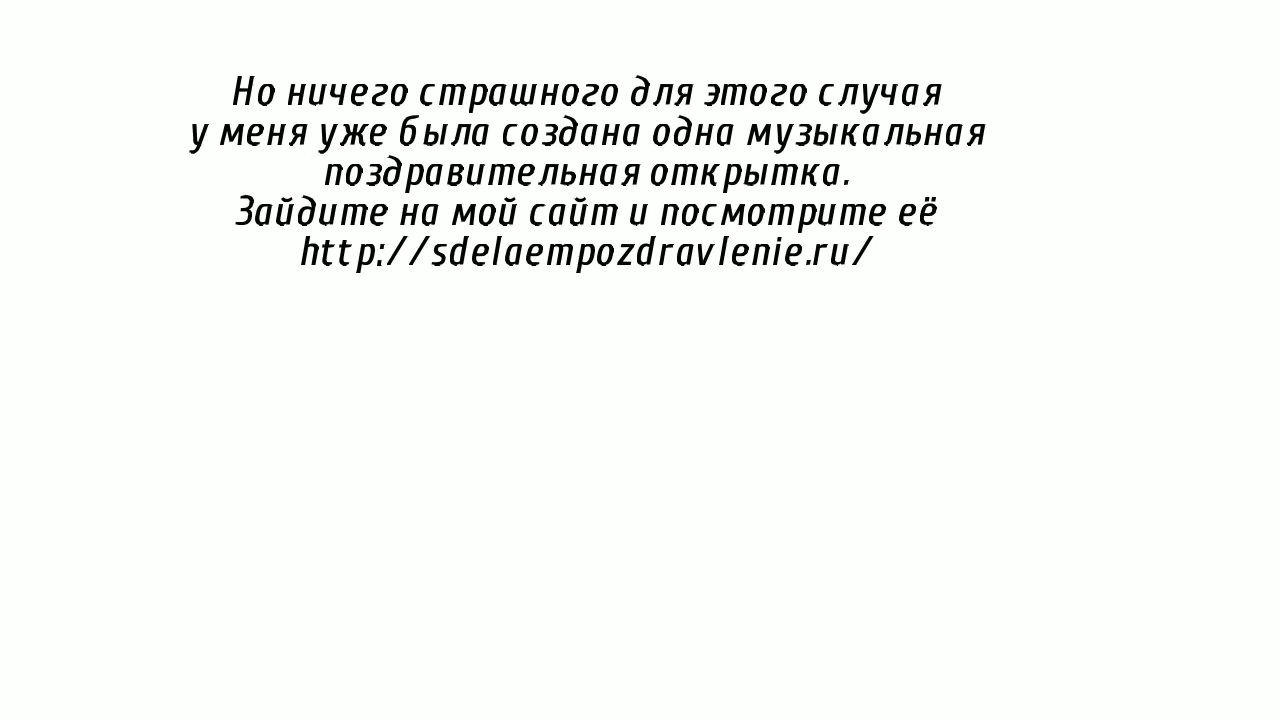 Но ничего страшного для этого случая
у меня уже была создана одна музыкальная
поздравительная открытка.
Зайдите на мой сайт и посмотрите её
http://sdelaempozdravlenie.ru/